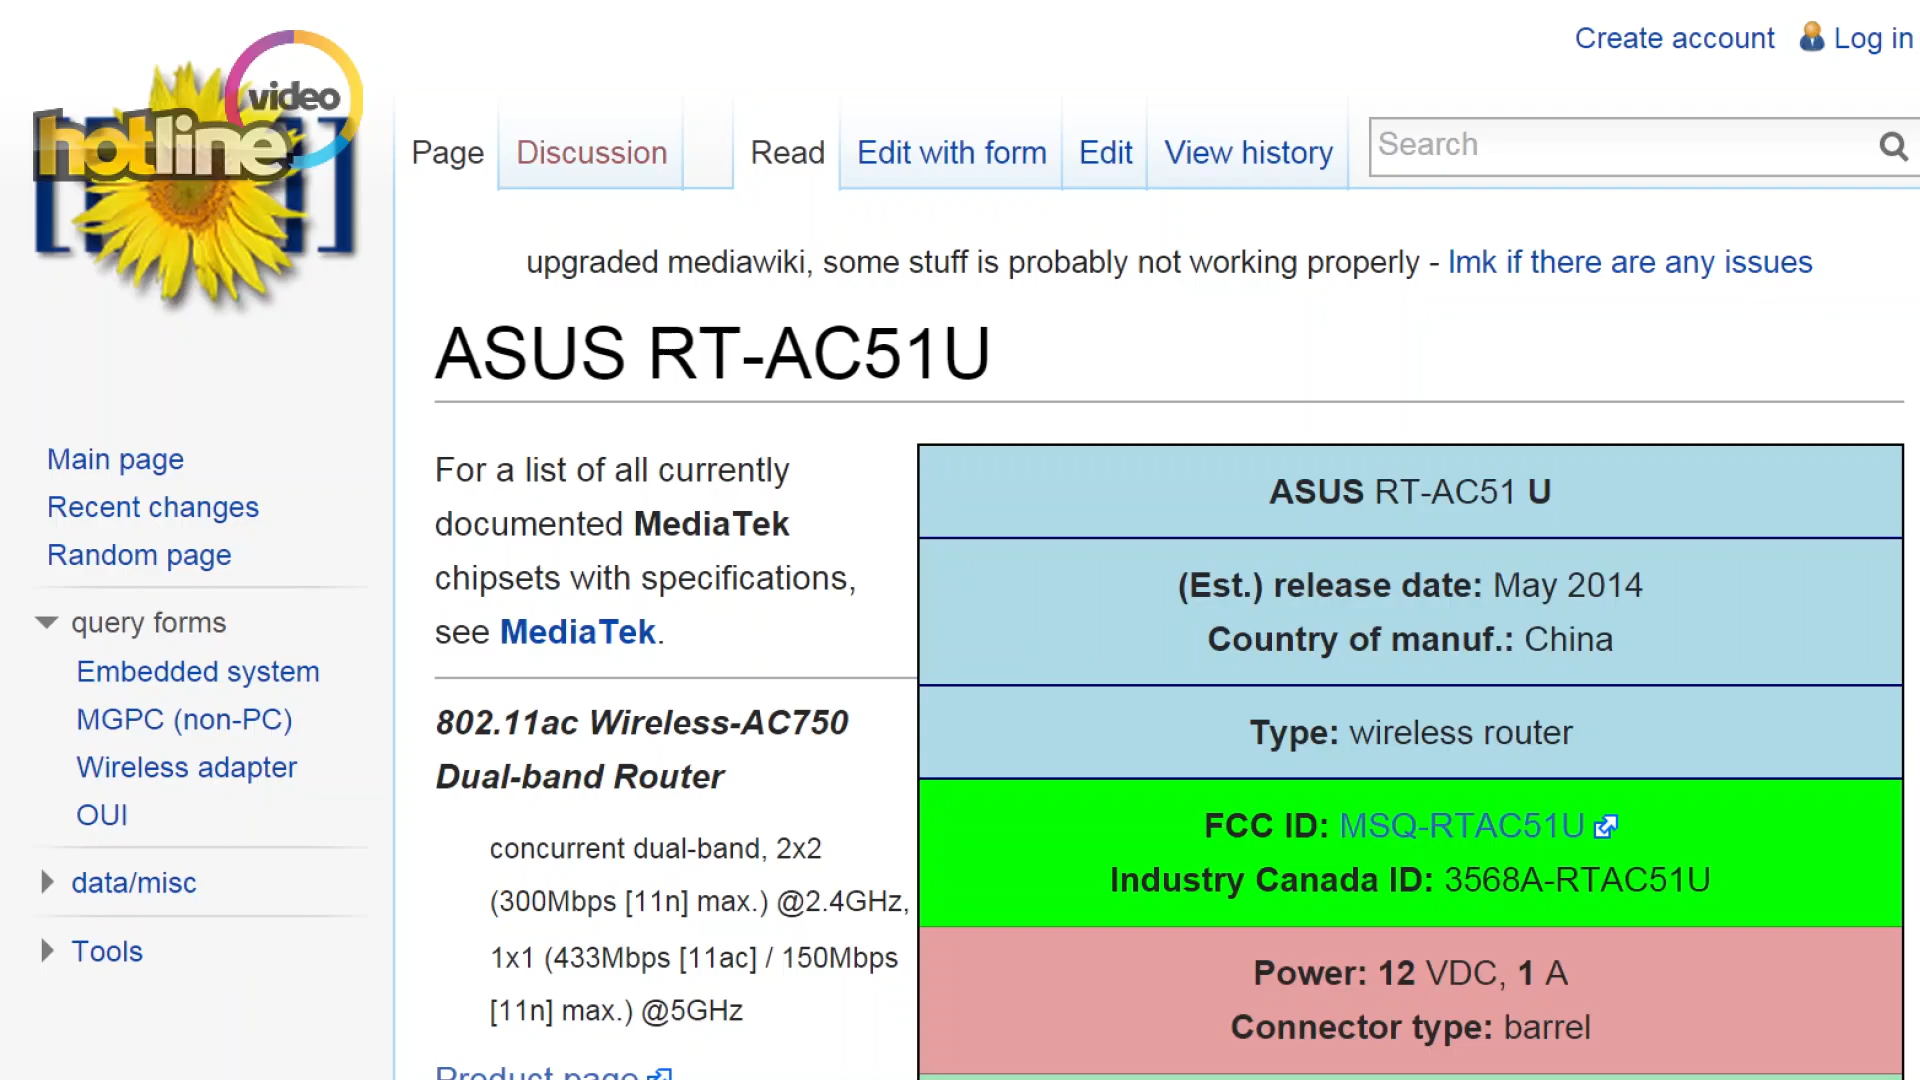 Create account Log in
hotline video
Page Discussion Read Edit with form Edit View history Search
upgraded mediawiki, some stuff is probably not working properly - lmk if there are any issues
ASUS RT-AC51U
Main page
Recent changes
Random page
query forms
Embedded system
MGPC (non-PC)
Wireless adapter
OUI
data/misc
Tools
For a list of all currently
documented MediaTek
chipsets with specifications,
see MediaTek.
802.11ac Wireless-AC750
Dual-band Router
concurrent dual-band, 2x2
(300Mbps [11n] max.) @2.4GHz,
1x1 (433Mbps [11ac] / 150Mbps
[11n] max.) @5GHz
Product page
ASUS RT-AC51 U
(Est.) release date: May 2014
Country of manuf.: China
Type: wireless router
FCC ID: MSQ-RTAC51U
Industry Canada ID: 3568A-RTAC51U
Power: 12 VDC, 1 A
Connector type: barrel